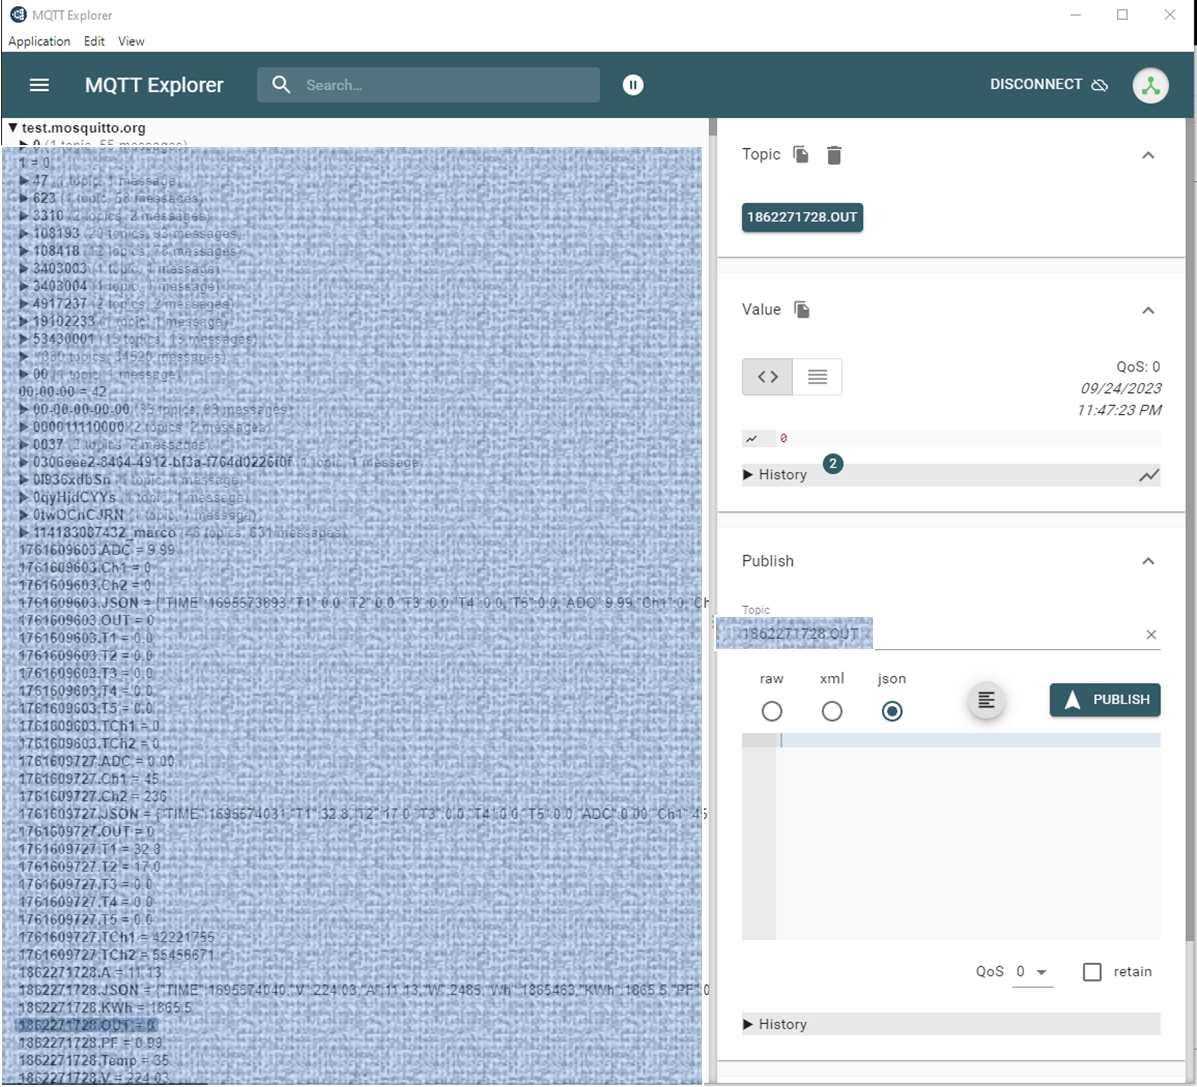 MQTT Explorer
Application Edit View
MQTT Explorer
Search...
DISCONNECT
test.mosquitto.org
0 (1 topic, 55 messages)
1 = 0
47 (1 topic, 1 message)
623 (1 topic, 58 messages)
3310 (2 topics, 2 messages)
108193 (20 topics, 93 messages)
108418 (12 topics, 78 messages)
3403003 (1 topic, 1 message)
3403004 (1 topic, 1 message)
4917237 (2 topics, 2 messages)
19102233 (1 topic, 1 message)
53430001 (15 topics, 15 messages)
(830 topics, 34520 messages)
00 (1 topic, 1 message)
00-00-00 = 42
00-00-00-00-00 (33 topics, 83 messages)
000011110000 (2 topics, 2 messages)
0037 (2 topics, 2 messages)
0306eee2-8464-4912-bf3a-f764d0226f0f (1 topic, 1 message)
0I936xdbSn (1 topic, 1 message)
0qyHjdCYYs (1 topic, 1 message)
0twOCnCJRN (1 topic, 1 message)
114183087432_marco (46 topics, 631 messages)
1761609603.ADC = 9.99
1761609603.Ch1 = 0
1761609603.Ch2 = 0
1761609603.JSON = {"TIME":1695573893,"T1":0.0,"T2":0.0,"T3":0.0,"T4":0.0,"T5":0.0,"ADC":9.99,"Ch1":0,"Ch
1761609603.OUT = 0
1761609603.T1 = 0.0
1761609603.T2 = 0.0
1761609603.T3 = 0.0
1761609603.T4 = 0.0
1761609603.T5 = 0.0
1761609603.TCh1 = 0
1761609603.TCh2 = 0
1761609727.ADC = 0.00
1761609727.Ch1 = 45
1761609727.Ch2 = 236
1761609727.JSON = {"TIME":1695574031,"T1":32.8,"T2":17.0,"T3":0.0,"T4":0.0,"T5":0.0,"ADC":0.00,"Ch1":45
1761609727.OUT = 0
1761609727.T1 = 32.8
1761609727.T2 = 17.0
1761609727.T3 = 0.0
1761609727.T4 = 0.0
1761609727.T5 = 0.0
1761609727.TCh1 = 42221755
1761609727.TCh2 = 55456671
1862271728.A = 11.13
1862271728.JSON = {"TIME":1695574040,"V":224.03,"A":11.13,"W":2485,"Wh":1865463,"KWh":1865.5,"PF":0
1862271728.KWh = 1865.5
1862271728.OUT = 0
1862271728.PF = 0.99
1862271728.Temp = 35
1862271728.V = 224.03
Topic
1862271728.OUT
Value
QoS: 0
09/24/2023
11:47:23 PM
0
History 2
Publish
Topic
1862271728.OUT
raw xml json
PUBLISH
QoS 0 retain
History